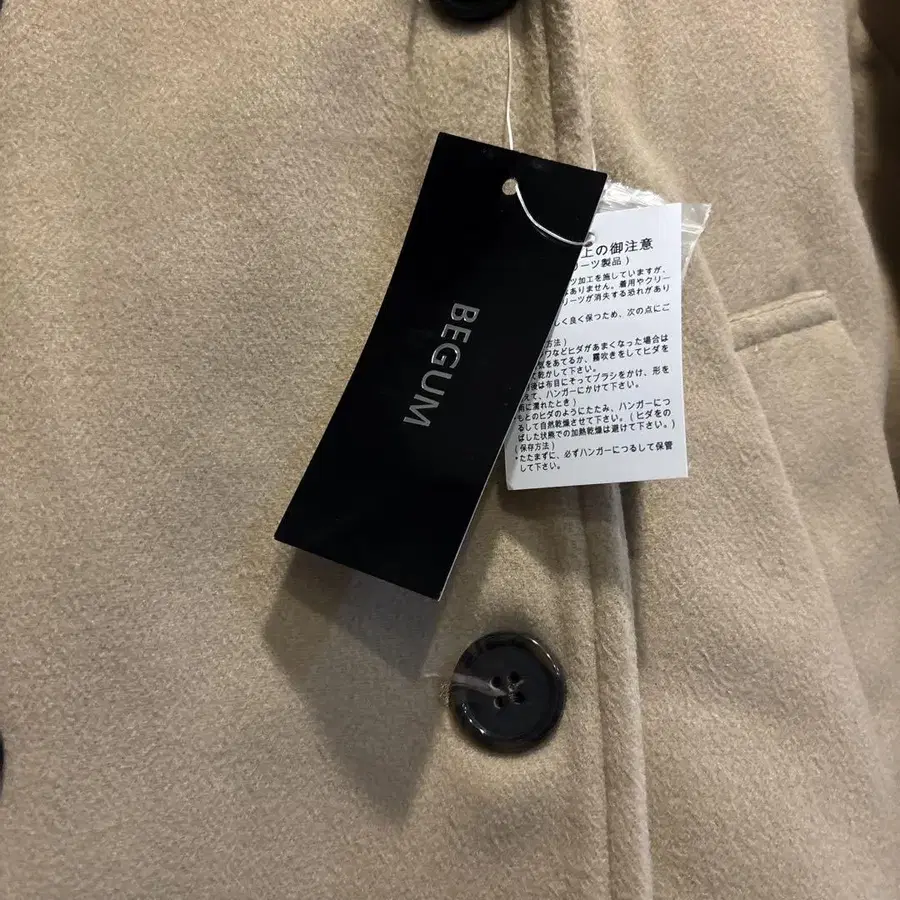 BEGUM
上の御注意
ーツ製品)
ツ加工を施していますが、
はありません。着用やクリー
リーツが消失する恐れがあり
しく良く保つため、次の点にご
方法)
ワなどヒダがあまくなった場合は
気をあてるか、霧吹きをしてヒダを
て乾かして下さい。
後は布目にそってブラシをかけ、形を
えて、ハンガーにかけて下さい。
に濡れたとき)
もとのヒダのようにたたみ、ハンガーにつ
るして自然乾燥させて下さい。(ヒダをの
ばした状態での加熱乾燥は避けて下さい。)
(保存方法)
*たたまずに、必ずハンガーにつるして保管
して下さい。